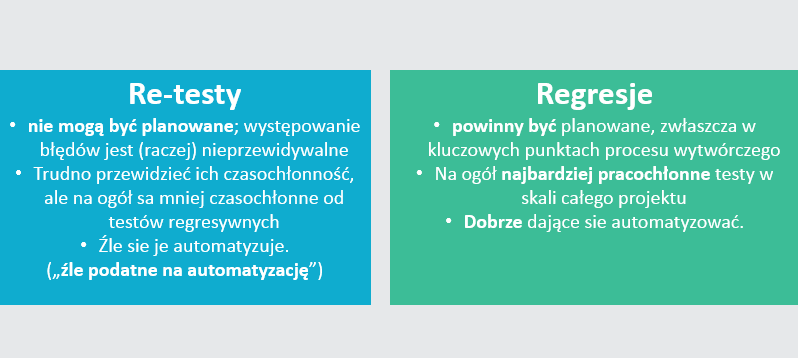 Re-testy
• nie mogą być planowane; występowanie
błędów jest (raczej) nieprzewidywalne
• Trudno przewidzieć ich czasochłonność,
ale na ogół sa mniej czasochłonne od
testów regresywnych
• Źle sie je automatyzuje.
(„źle podatne na automatyzację”)
Regresje
• powinny być planowane, zwłaszcza w
kluczowych punktach procesu wytwórczego
• Na ogół najbardziej pracochłonne testy w
skali całego projektu
• Dobrze dające sie automatyzować.